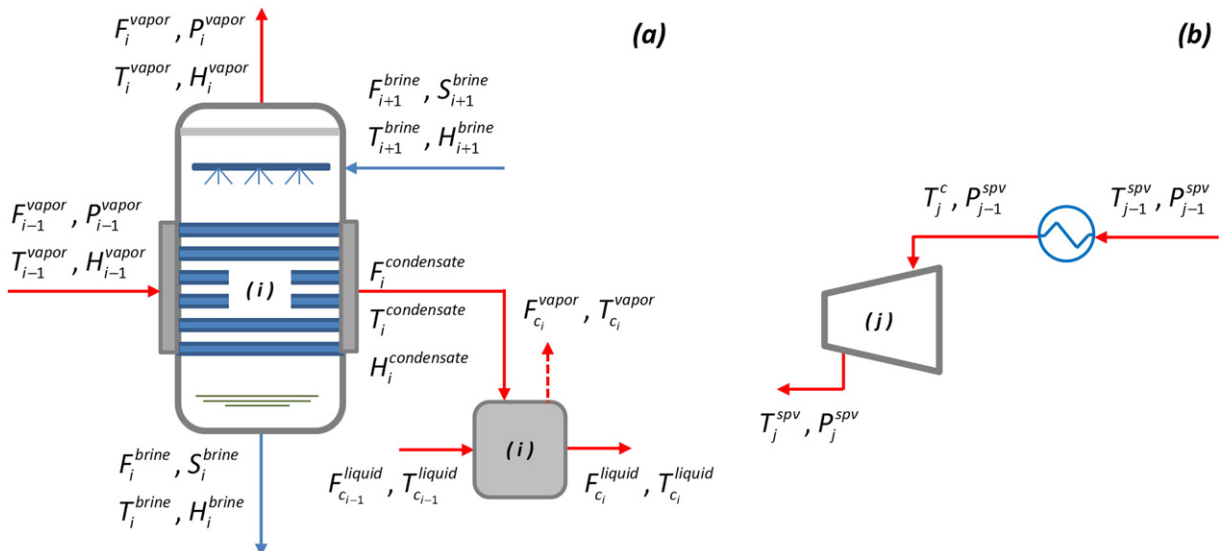 (a)
(b)
F_i^vapor , P_i^vapor
T_i^vapor , H_i^vapor
F_{i+1}^brine , S_{i+1}^brine
T_{i+1}^brine , H_{i+1}^brine
F_{i−1}^vapor , P_{i−1}^vapor
T_{i−1}^vapor , H_{i−1}^vapor
(i)
F_i^condensate
T_i^condensate
H_i^condensate
F_{c_i}^vapor , T_{c_i}^vapor
(i)
F_{c_{i−1}}^liquid , T_{c_{i−1}}^liquid
F_{c_i}^liquid , T_{c_i}^liquid
F_i^brine , S_i^brine
T_i^brine , H_i^brine
T_j^c , P_{j−1}^spv
T_{j−1}^spv , P_{j−1}^spv
(j)
T_j^spv , P_j^spv